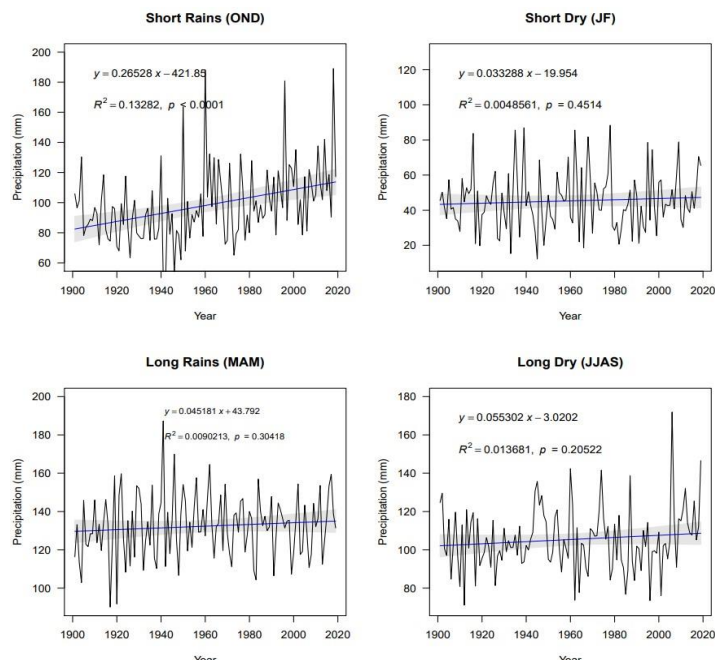 Short Rains (OND)
y = 0.26528 x − 421.85
R² = 0.13282, p < 0.0001
Precipitation (mm)
200
180
160
140
120
100
80
60
1900 1920 1940 1960 1980 2000 2020
Year
Short Dry (JF)
y = 0.033288 x − 19.954
R² = 0.0048561, p = 0.4514
Precipitation (mm)
120
100
80
60
40
20
1900 1920 1940 1960 1980 2000 2020
Year
Long Rains (MAM)
y = 0.045181 x + 43.792
R² = 0.0090213, p = 0.30418
Precipitation (mm)
200
180
160
140
120
100
1900 1920 1940 1960 1980 2000 2020
Year
Long Dry (JJAS)
y = 0.055302 x − 3.0202
R² = 0.013681, p = 0.20522
Precipitation (mm)
180
160
140
120
100
80
1900 1920 1940 1960 1980 2000 2020
Year